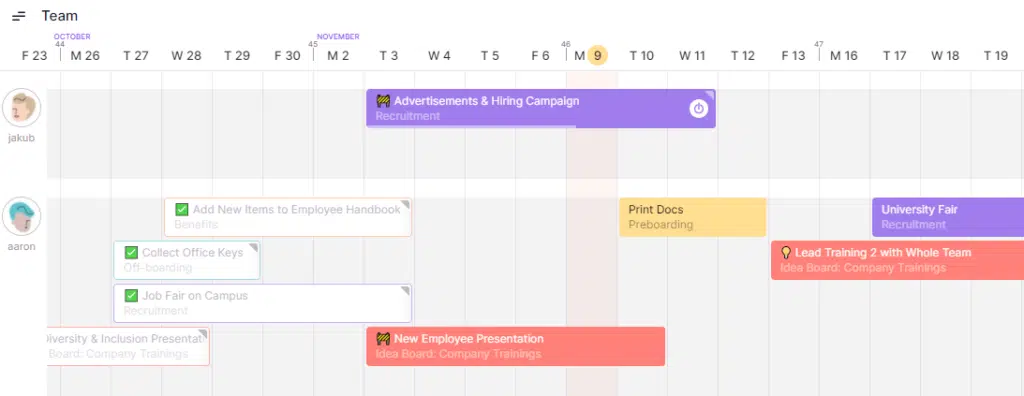 Team
OCTOBER
NOVEMBER
44
45
46
47
F 23 M 26 T 27 W 28 T 29 F 30 M 2 T 3 W 4 T 5 F 6 M 9 T 10 W 11 T 12 F 13 M 16 T 17 W 18 T 19
jakub
Advertisements & Hiring Campaign
Recruitment
aaron
Add New Items to Employee Handbook
Benefits
Print Docs
Preboarding
University Fair
Recruitment
Collect Office Keys
Off-boarding
Lead Training 2 with Whole Team
Idea Board: Company Trainings
Job Fair on Campus
Recruitment
Diversity & Inclusion Presentat
Idea Board: Company Trainings
New Employee Presentation
Idea Board: Company Trainings